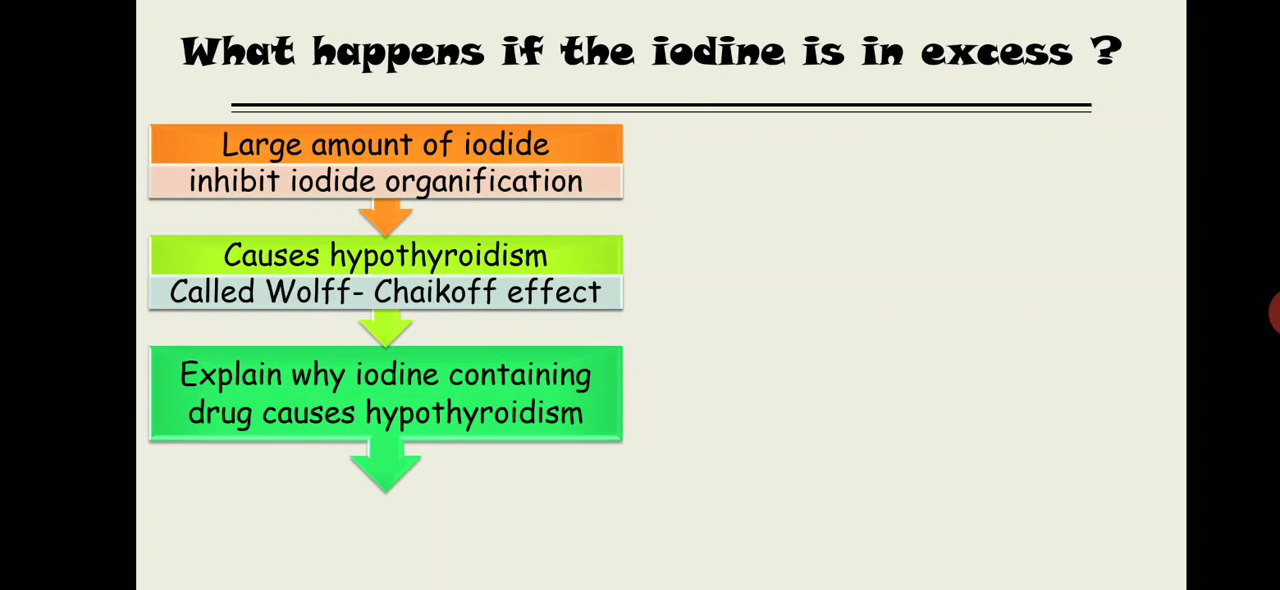 What happens if the iodine is in excess ?
Large amount of iodide
inhibit iodide organification
Causes hypothyroidism
Called Wolff- Chaikoff effect
Explain why iodine containing
drug causes hypothyroidism